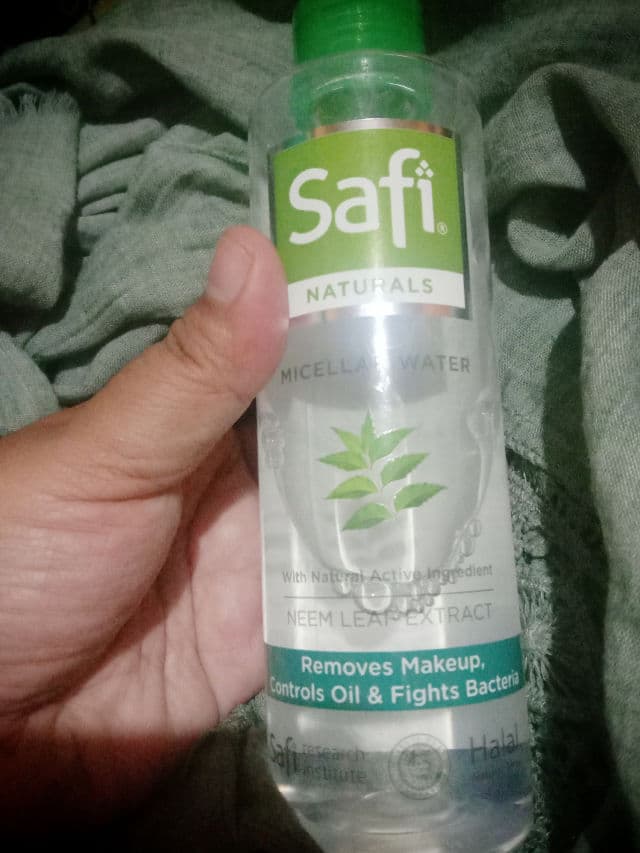 Safi®
NATURALS
MICELLAR WATER
With Natural Active Ingredient
NEEM LEAF EXTRACT
Removes Makeup,
Controls Oil & Fights Bacteria
Safi research
institute
Halal